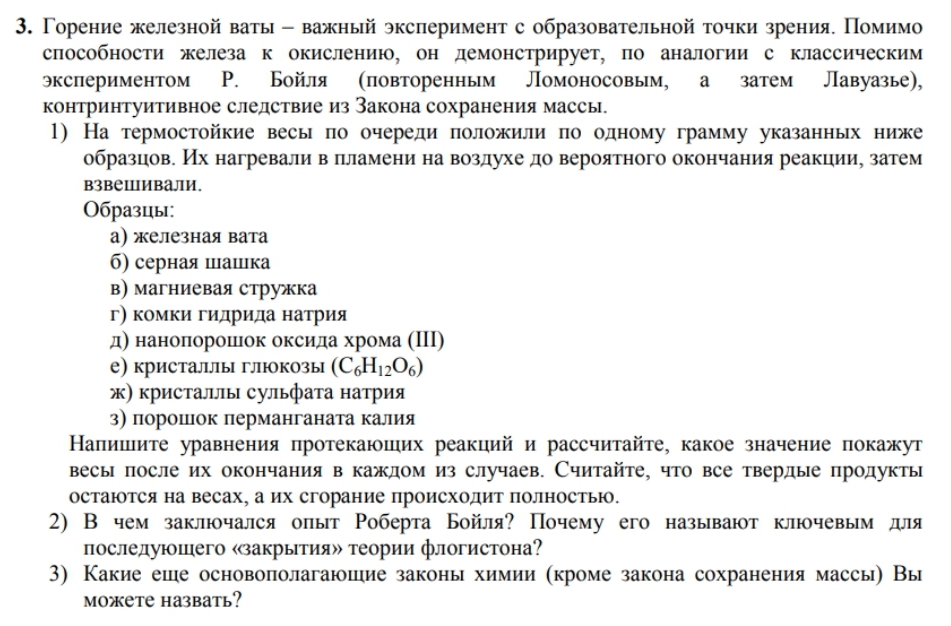 3. Горение железной ваты – важный эксперимент с образовательной точки зрения. Помимо
способности железа к окислению, он демонстрирует, по аналогии с классическим
экспериментом Р. Бойля (повторенным Ломоносовым, а затем Лавуазье),
контринтуитивное следствие из Закона сохранения массы.
1) На термостойкие весы по очереди положили по одному грамму указанных ниже
образцов. Их нагревали в пламени на воздухе до вероятного окончания реакции, затем
взвешивали.
Образцы:
а) железная вата
б) серная шашка
в) магниевая стружка
г) комки гидрида натрия
д) нанопорошок оксида хрома (III)
е) кристаллы глюкозы (C₆H₁₂O₆)
ж) кристаллы сульфата натрия
з) порошок перманганата калия
Напишите уравнения протекающих реакций и рассчитайте, какое значение покажут
весы после их окончания в каждом из случаев. Считайте, что все твердые продукты
остаются на весах, а их сгорание происходит полностью.
2) В чем заключался опыт Роберта Бойля? Почему его называют ключевым для
последующего «закрытия» теории флогистона?
3) Какие еще основополагающие законы химии (кроме закона сохранения массы) Вы
можете назвать?